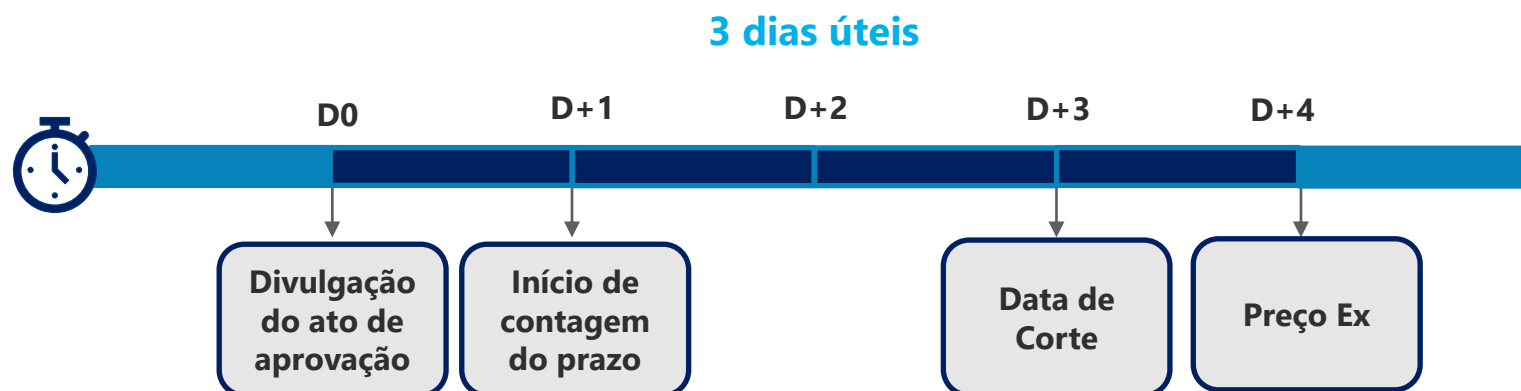 3 dias úteis
D0
D+1
D+2
D+3
D+4
Divulgação
do ato de
aprovação
Início de
contagem
do prazo
Data de
Corte
Preço Ex